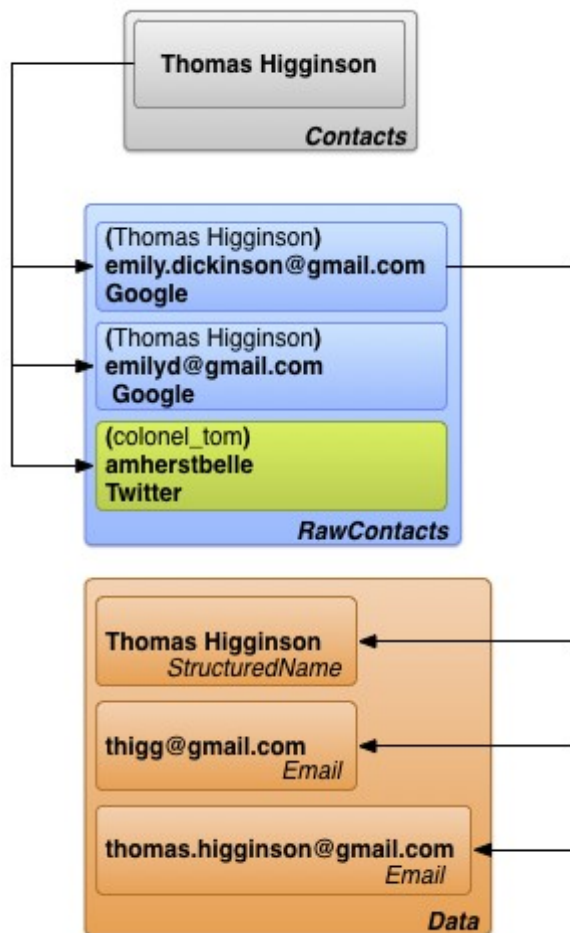 Thomas Higginson
Contacts
(Thomas Higginson)
emily.dickinson@gmail.com
Google
(Thomas Higginson)
emilyd@gmail.com
Google
(colonel_tom)
amherstbelle
Twitter
RawContacts
Thomas Higginson
StructuredName
thigg@gmail.com
Email
thomas.higginson@gmail.com
Email
Data